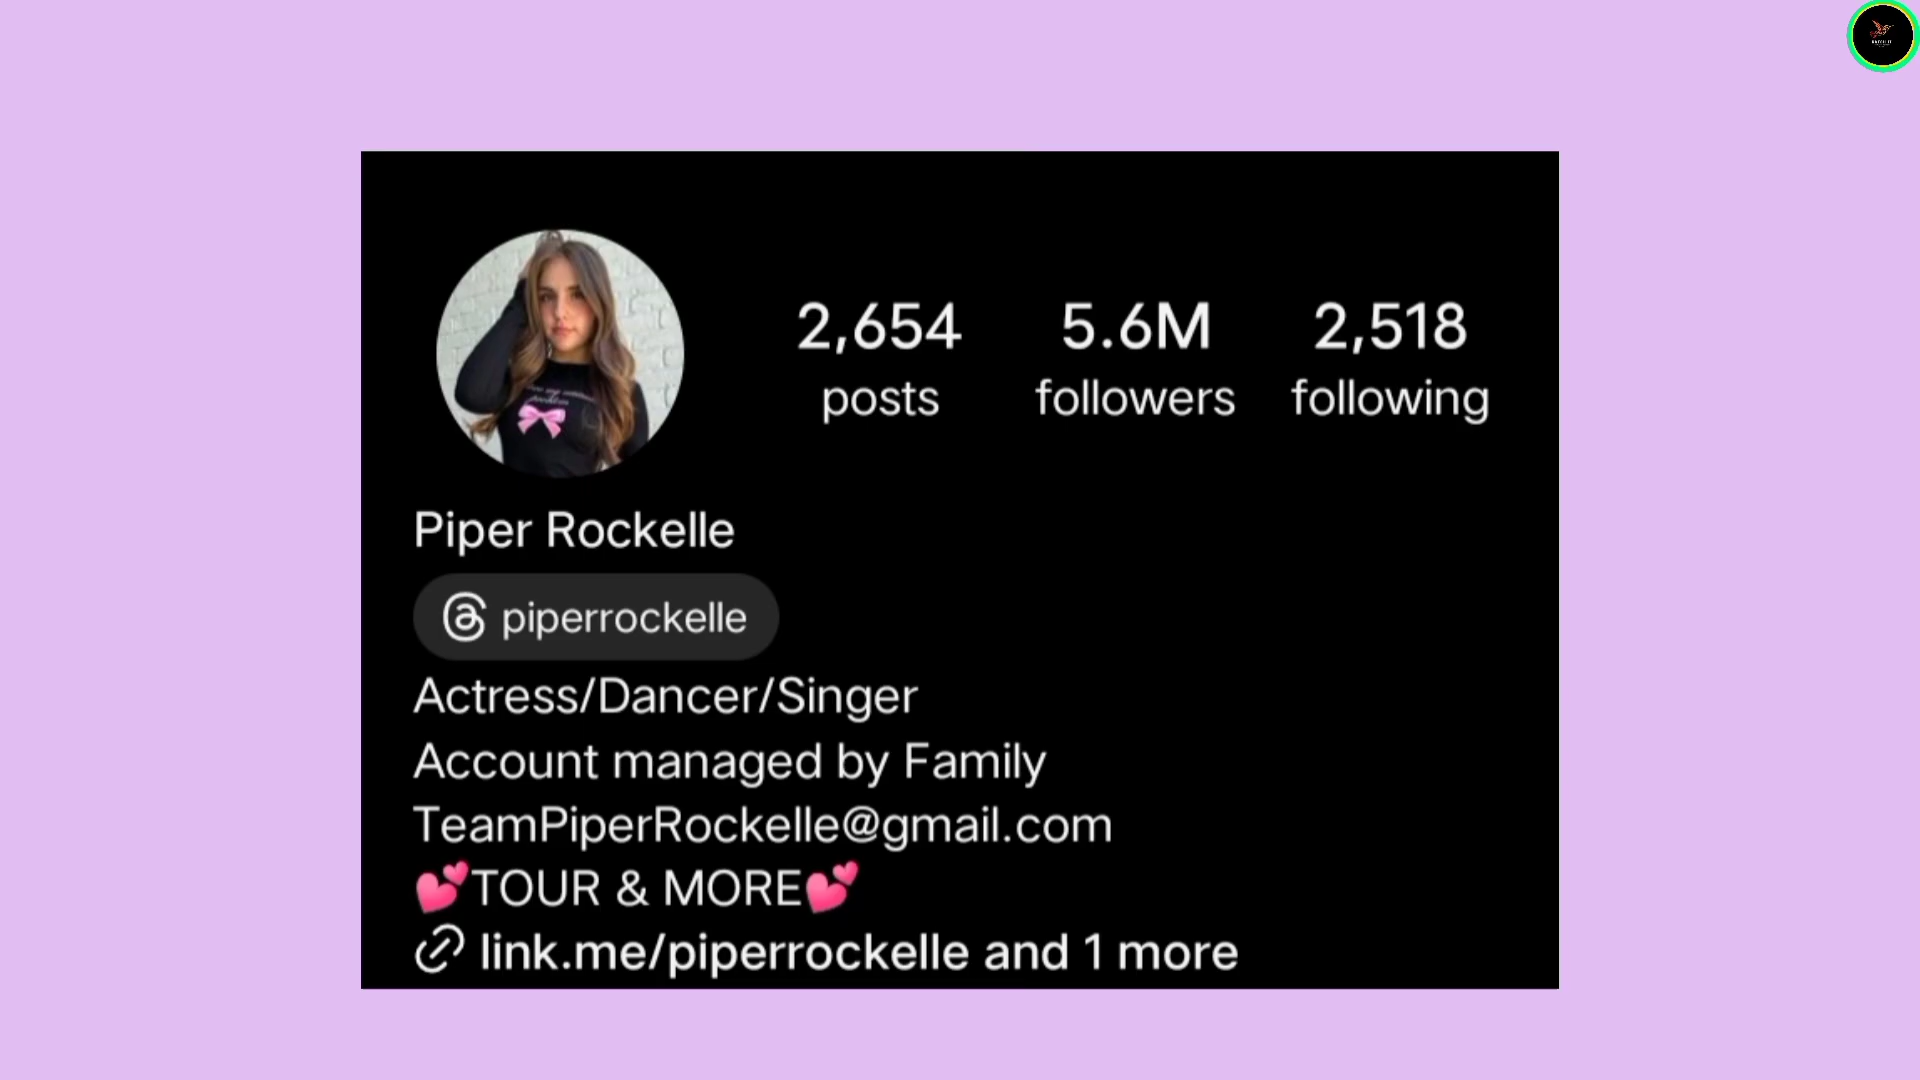 2,654 5.6M 2,518
posts followers following
Piper Rockelle
piperrockelle
Actress/Dancer/Singer
Account managed by Family
TeamPiperRockelle@gmail.com
💕TOUR & MORE💕
link.me/piperrockelle and 1 more